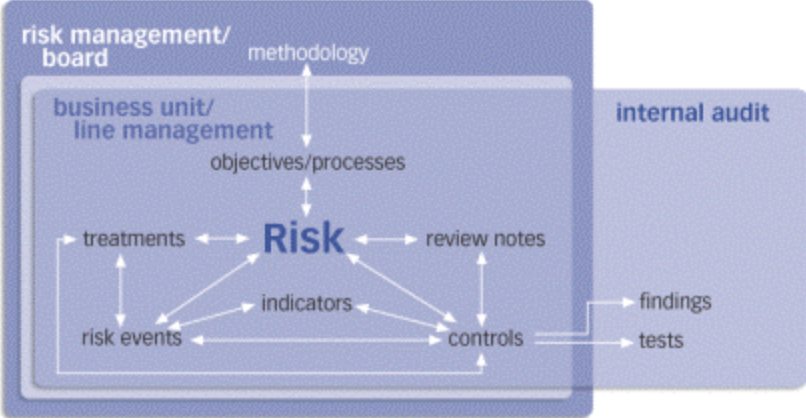 risk management/
board
methodology
business unit/
line management
internal audit
objectives/processes
treatments
Risk
review notes
indicators
findings
risk events
controls
tests